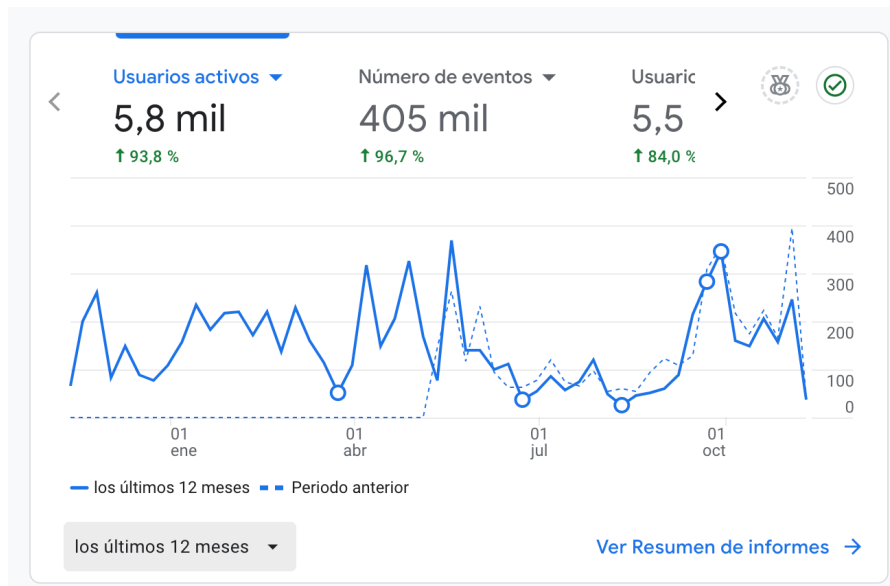 Usuarios activos
5,8 mil
93,8 %
Número de eventos
405 mil
96,7 %
Usuaric
5,5
84,0 %
500
400
300
200
100
0
01
ene
01
abr
01
jul
01
oct
los últimos 12 meses
Periodo anterior
los últimos 12 meses
Ver Resumen de informes